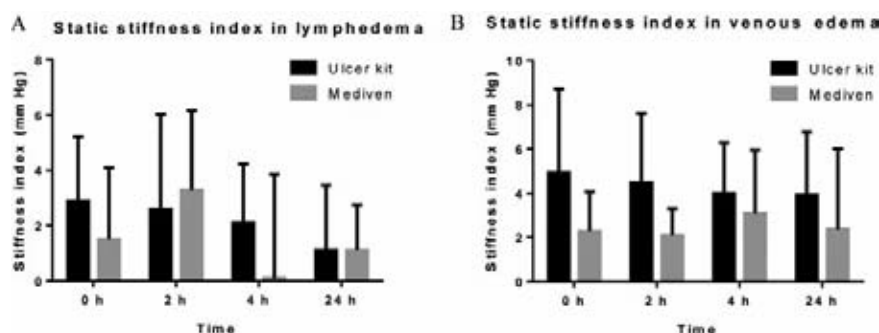 A Static stiffness index in lymphedema
Stiffness index (mm Hg)
8
6
4
2
0
Ulcer kit
Mediven
0 h 2 h 4 h 24 h
Time
B Static stiffness index in venous edema
Stiffness index (mm Hg)
10
8
6
4
2
0
Ulcer kit
Mediven
0 h 2 h 4 h 24 h
Time